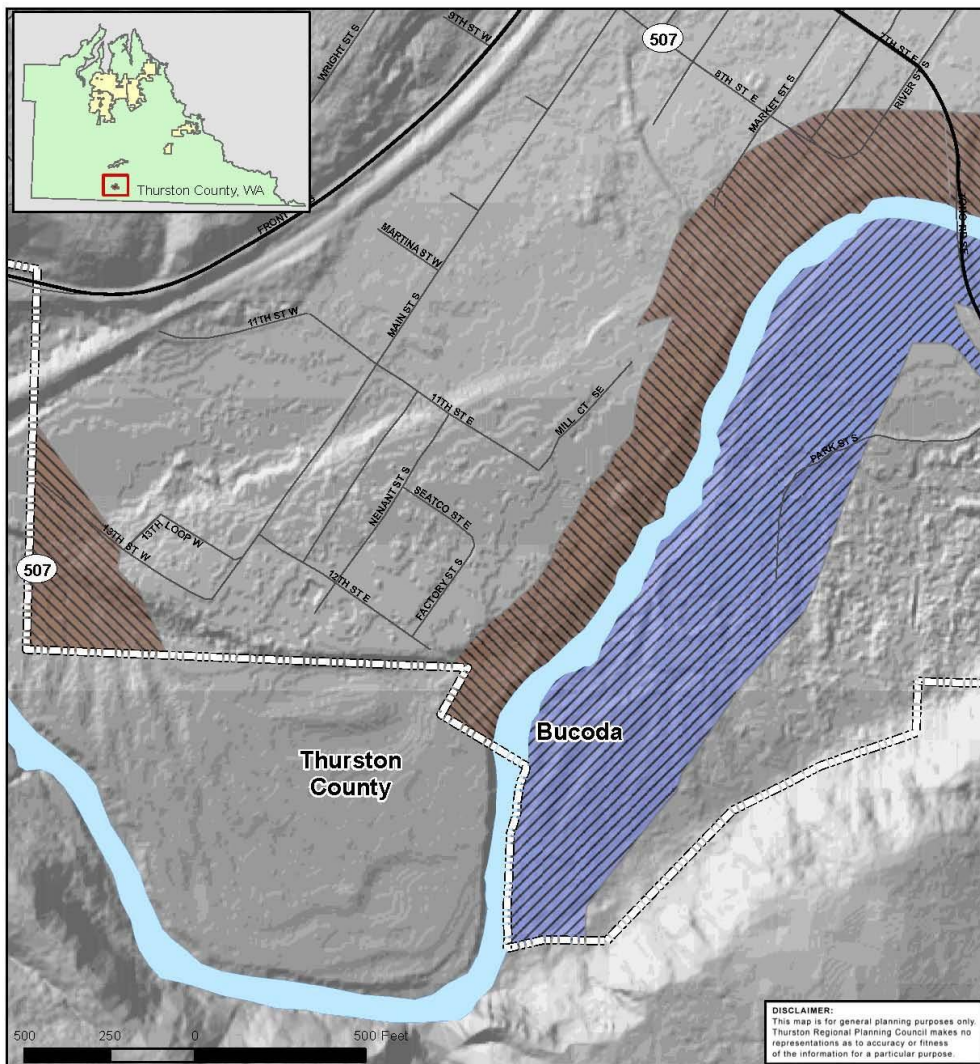 Thurston County, WA
WRIGHT ST S
9TH ST W
507
8TH ST E
MARKET ST S
7TH ST E
RIVER ST S
MARTINA ST W
MAIN ST S
11TH ST W
11TH ST E
MILL CT SE
PARK ST S
NENANT ST S
SEATCO ST E
13TH
LOOP W
13TH ST W
507
12TH ST E
FACTORY ST S
Thurston
County
Bucoda
500 250 0 500 Feet
DISCLAIMER:
This map is for general planning purposes only.
Thurston Regional Planning Council makes no
representations as to accuracy or fitness
of the information for a particular purpose.